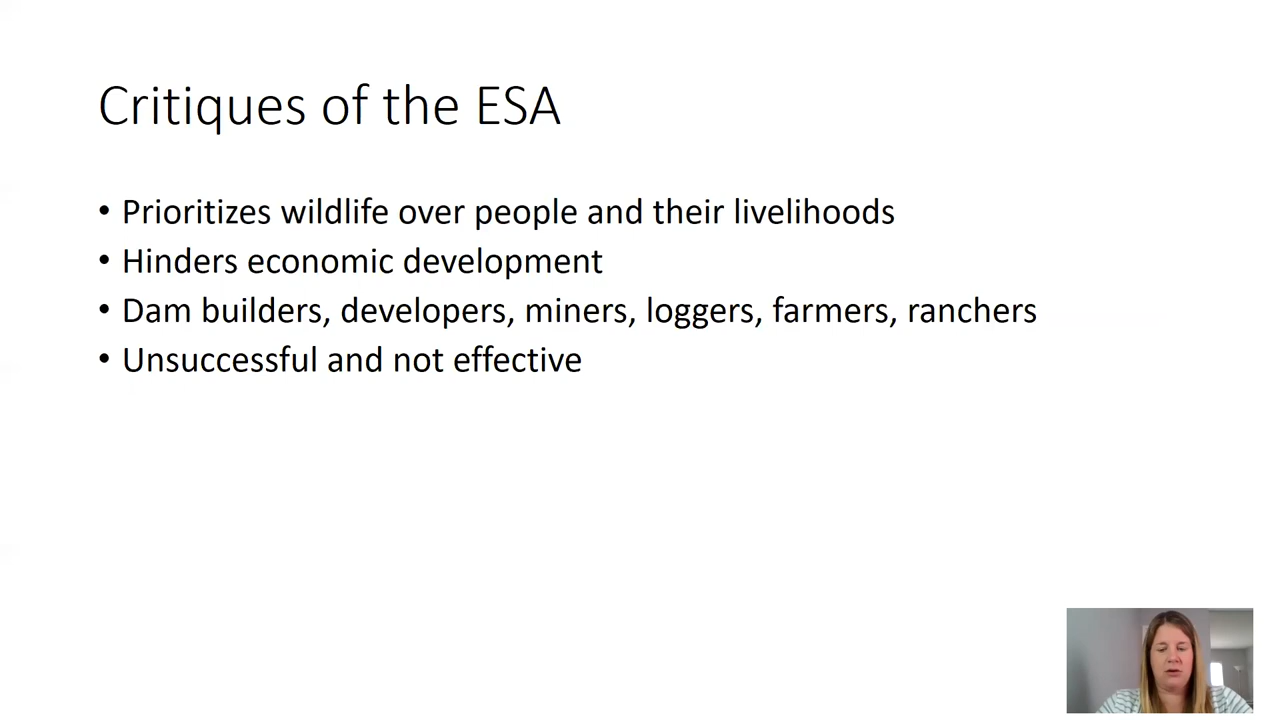 Critiques of the ESA
• Prioritizes wildlife over people and their livelihoods
• Hinders economic development
• Dam builders, developers, miners, loggers, farmers, ranchers
• Unsuccessful and not effective